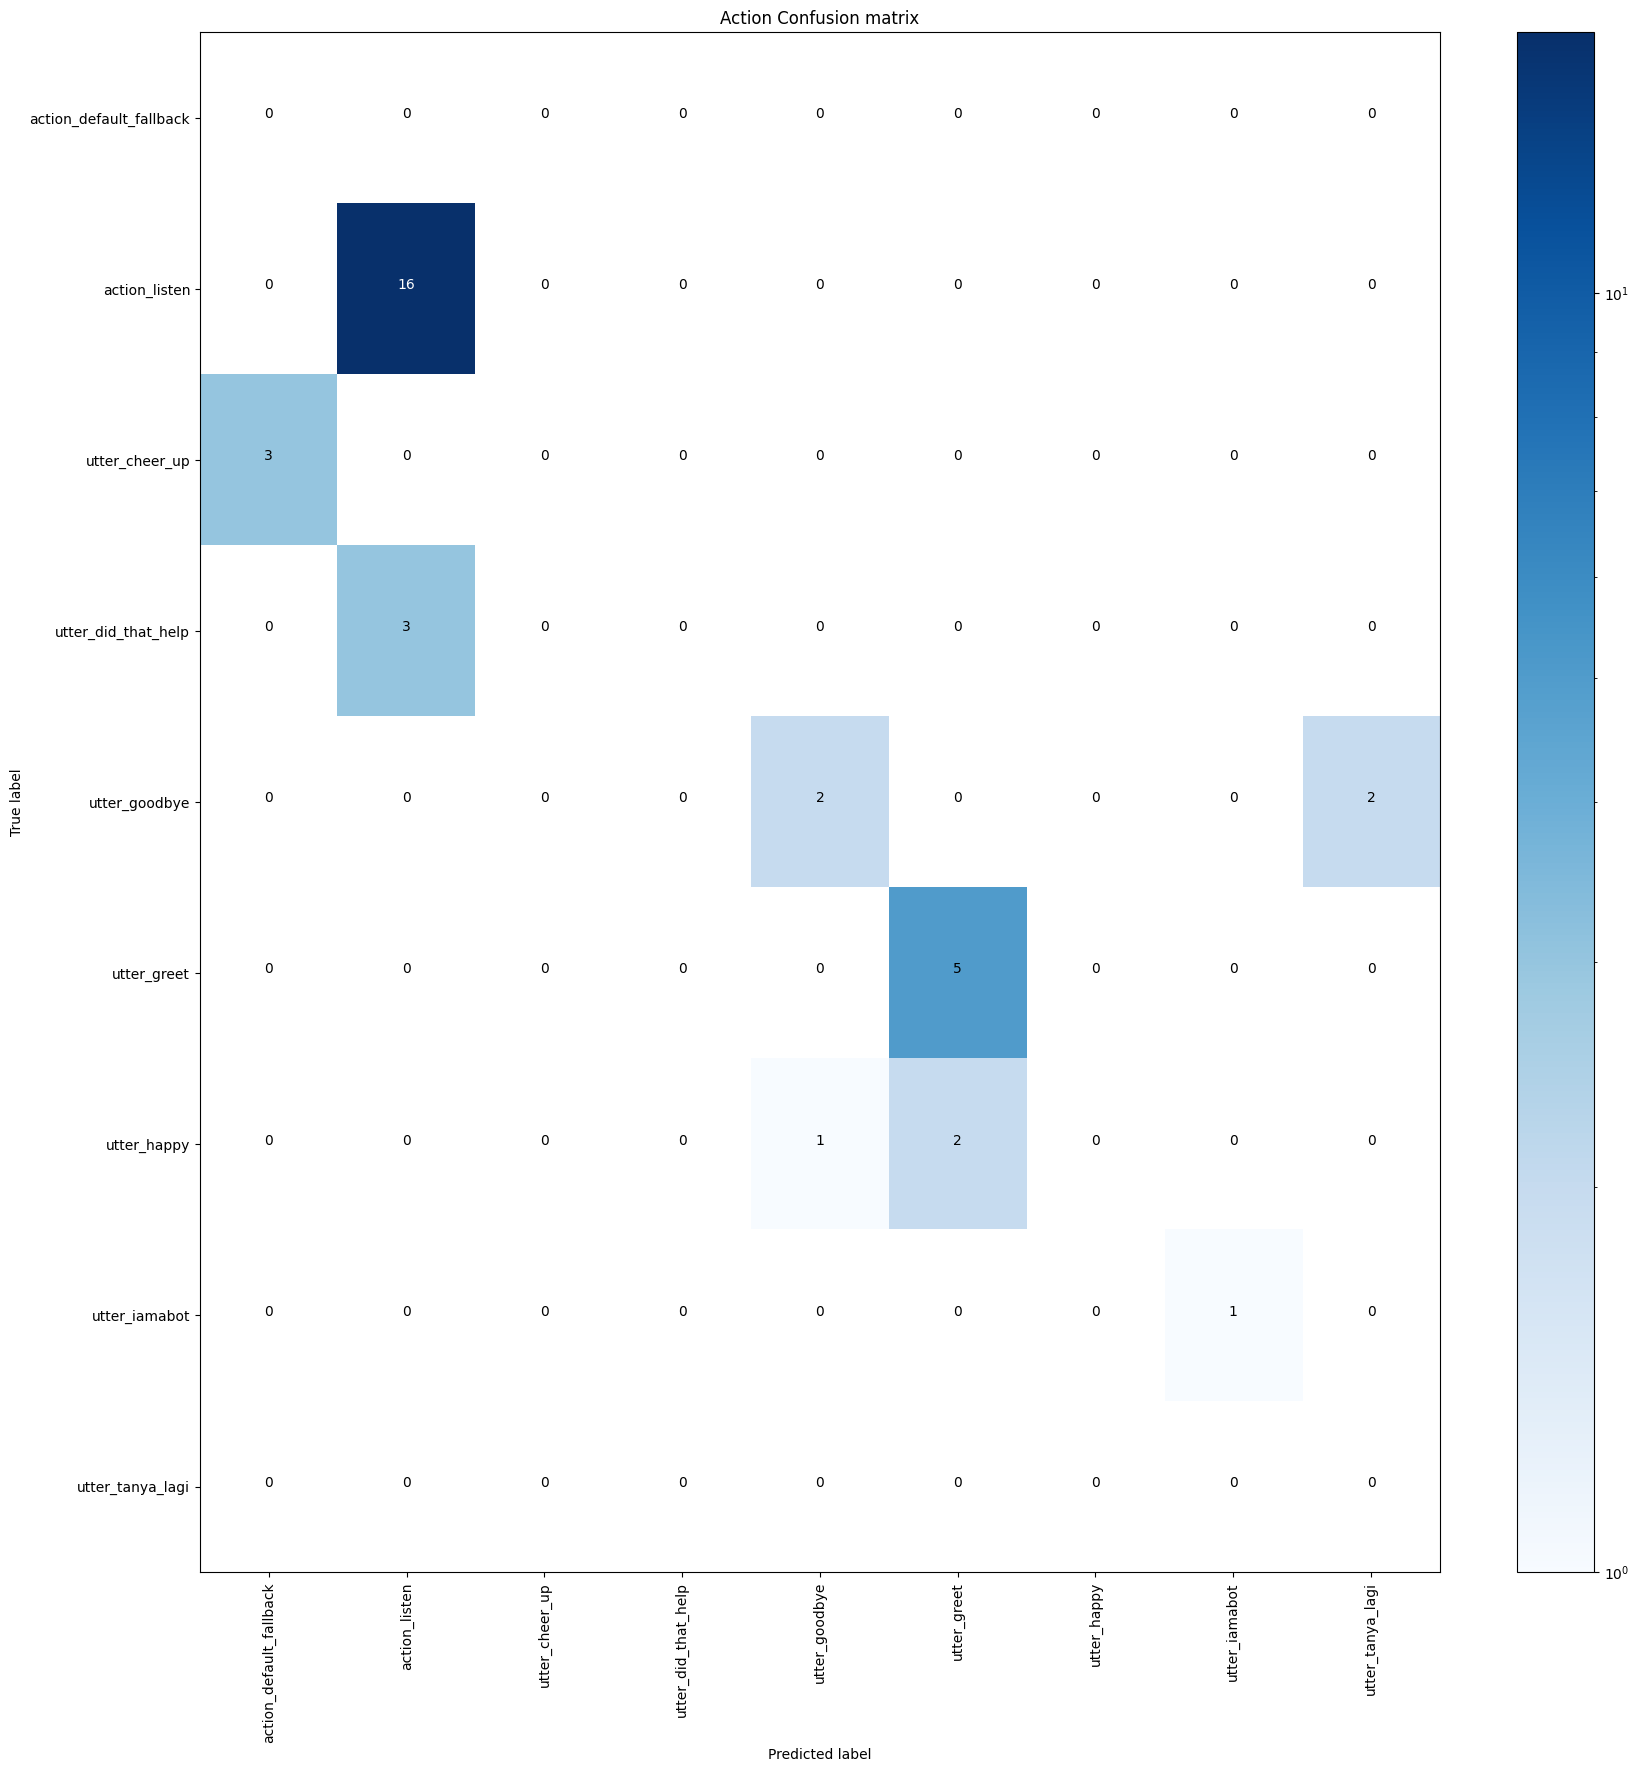 Action Confusion matrix
action_default_fallback 0 0 0 0 0 0 0 0 0
action_listen 0 16 0 0 0 0 0 0 0
utter_cheer_up 3 0 0 0 0 0 0 0 0
utter_did_that_help 0 3 0 0 0 0 0 0 0
utter_goodbye 0 0 0 0 2 0 0 0 2
utter_greet 0 0 0 0 0 5 0 0 0
utter_happy 0 0 0 0 1 2 0 0 0
utter_iamabot 0 0 0 0 0 0 0 1 0
utter_tanya_lagi 0 0 0 0 0 0 0 0 0
True label
action_default_fallback
action_listen
utter_cheer_up
utter_did_that_help
utter_goodbye
utter_greet
utter_happy
utter_iamabot
utter_tanya_lagi
Predicted label
10¹
10⁰